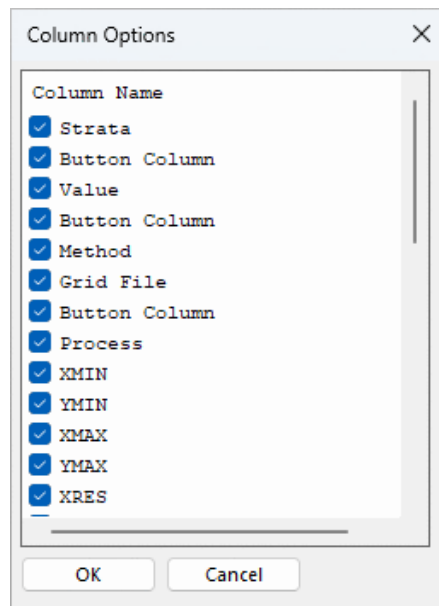 Column Options
Column Name
Strata
Button Column
Value
Button Column
Method
Grid File
Button Column
Process
XMIN
YMIN
XMAX
YMAX
XRES
OK
Cancel